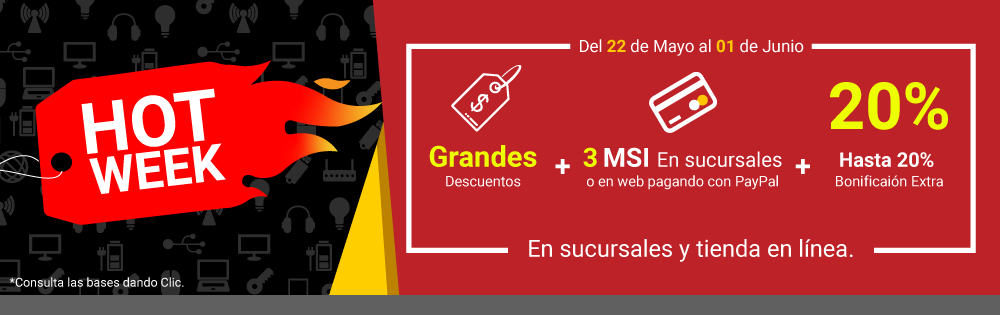 HOT
WEEK
*Consulta las bases dando Clic.
Del 22 de Mayo al 01 de Junio
$
Grandes
Descuentos
+
3 MSI En sucursales
o en web pagando con PayPal
+
20%
Hasta 20%
Bonificaión Extra
En sucursales y tienda en línea.